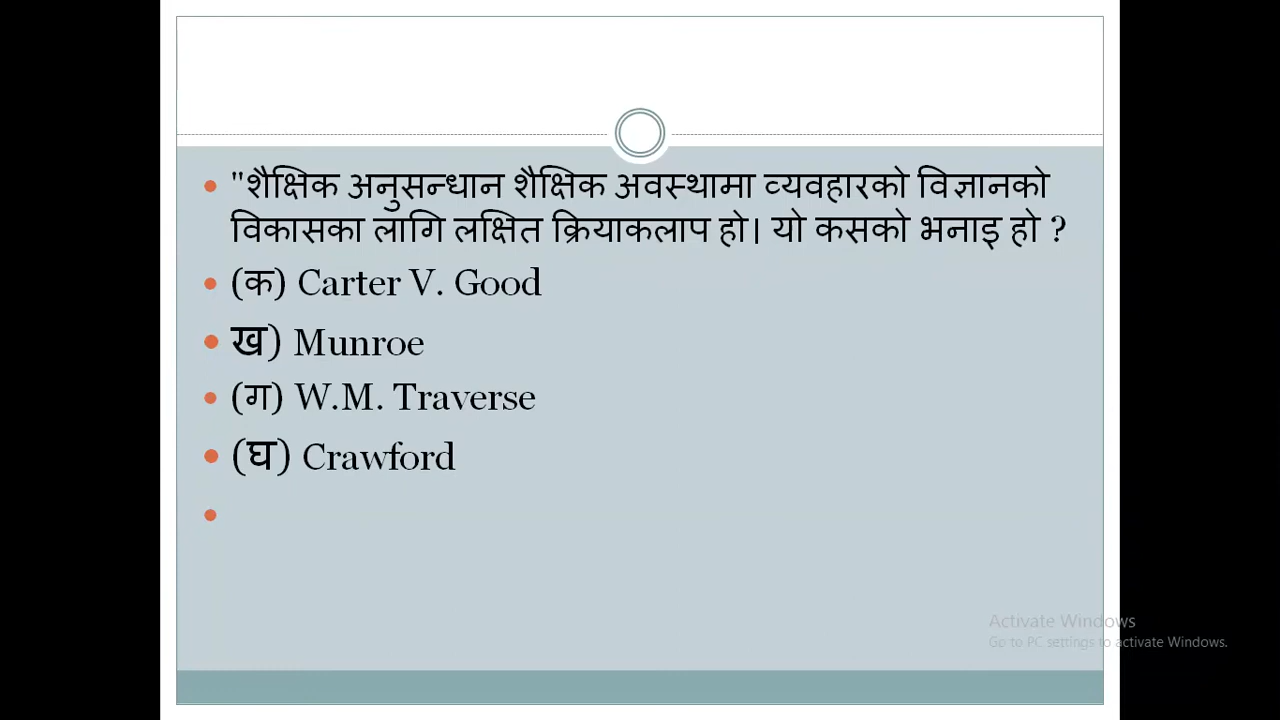 "शैक्षिक अनुसन्धान शैक्षिक अवस्थामा व्यवहारको विज्ञानको
विकासका लागि लक्षित क्रियाकलाप हो। यो कसको भनाइ हो ?
(क) Carter V. Good
ख) Munroe
(ग) W.M. Traverse
(घ) Crawford
Activate Windows
Go to PC settings to activate Windows.